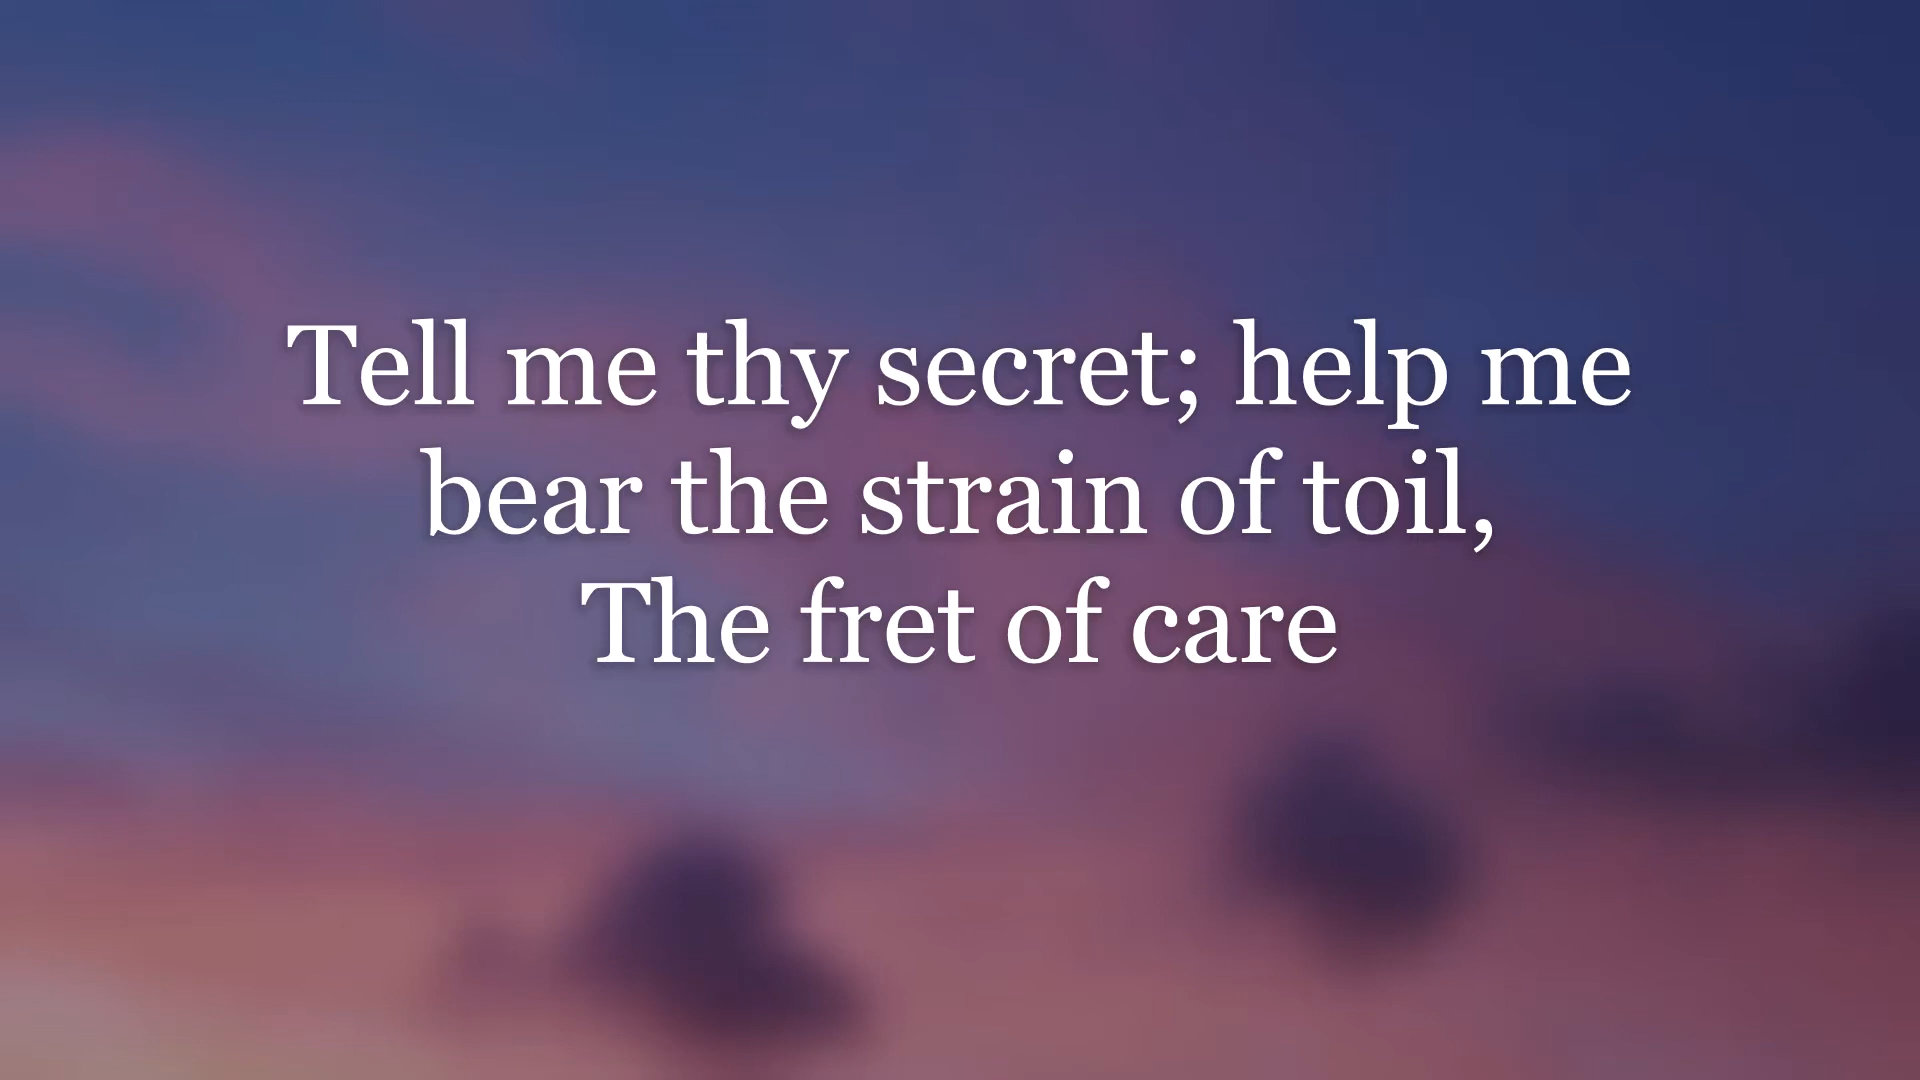 Tell me thy secret; help me
bear the strain of toil,
The fret of care